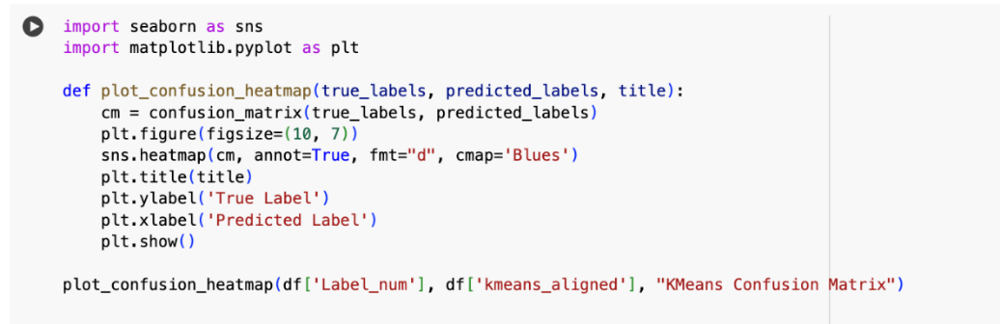 import seaborn as sns
import matplotlib.pyplot as plt

def plot_confusion_heatmap(true_labels, predicted_labels, title):
    cm = confusion_matrix(true_labels, predicted_labels)
    plt.figure(figsize=(10, 7))
    sns.heatmap(cm, annot=True, fmt="d", cmap='Blues')
    plt.title(title)
    plt.ylabel('True Label')
    plt.xlabel('Predicted Label')
    plt.show()

plot_confusion_heatmap(df['Label_num'], df['kmeans_aligned'], "KMeans Confusion Matrix")